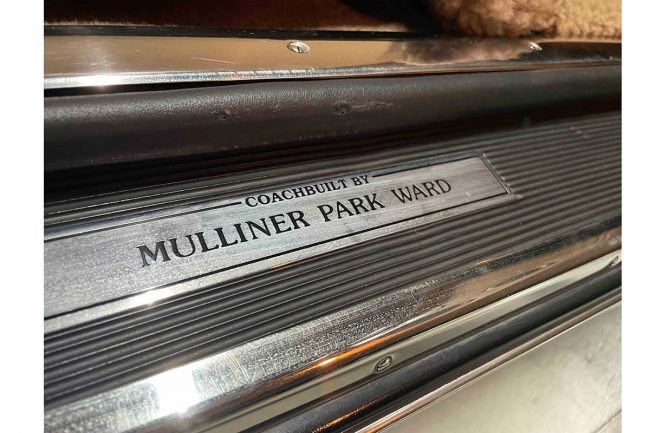 COACHBUILT BY
MULLINER PARK WARD